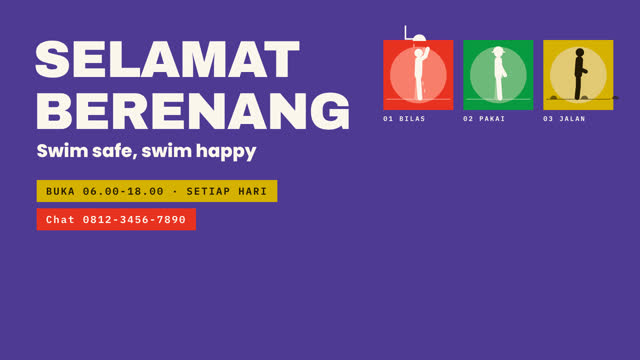 SELAMAT
BERENANG
Swim safe, swim happy
BUKA 06.00-18.00 · SETIAP HARI
Chat 0812-3456-7890
01 BILAS
02 PAKAI
03 JALAN